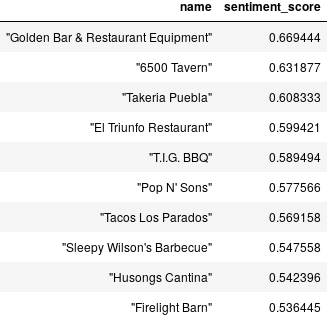 name sentiment_score
"Golden Bar & Restaurant Equipment" 0.669444
"6500 Tavern" 0.631877
"Takeria Puebla" 0.608333
"El Triunfo Restaurant" 0.599421
"T.I.G. BBQ" 0.589494
"Pop N' Sons" 0.577566
"Tacos Los Parados" 0.569158
"Sleepy Wilson's Barbecue" 0.547558
"Husongs Cantina" 0.542396
"Firelight Barn" 0.536445